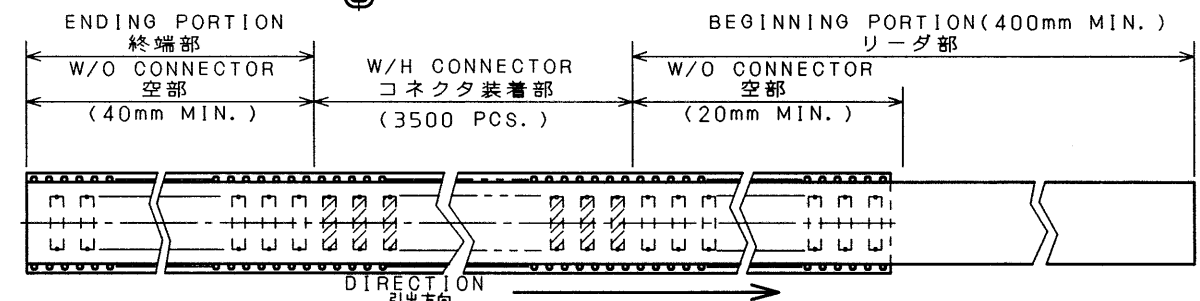 ENDING PORTION
終端部
BEGINNING PORTION(400mm MIN.)
リーダ部
W/O CONNECTOR
空部
(40mm MIN.)
W/H CONNECTOR
コネクタ装着部
(3500 PCS.)
W/O CONNECTOR
空部
(20mm MIN.)
DIRECTION
引出方向